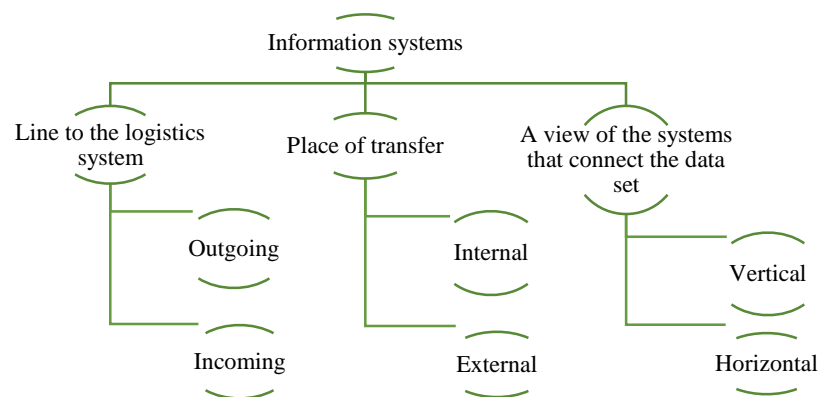 Information systems
Line to the logistics
system
Place of transfer
A view of the systems
that connect the data
set
Outgoing
Internal
Vertical
Incoming
External
Horizontal